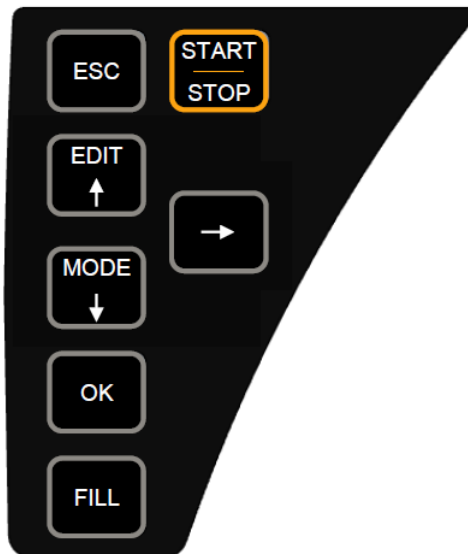 ESC
START
STOP
EDIT
↑
→
MODE
↓
OK
FILL